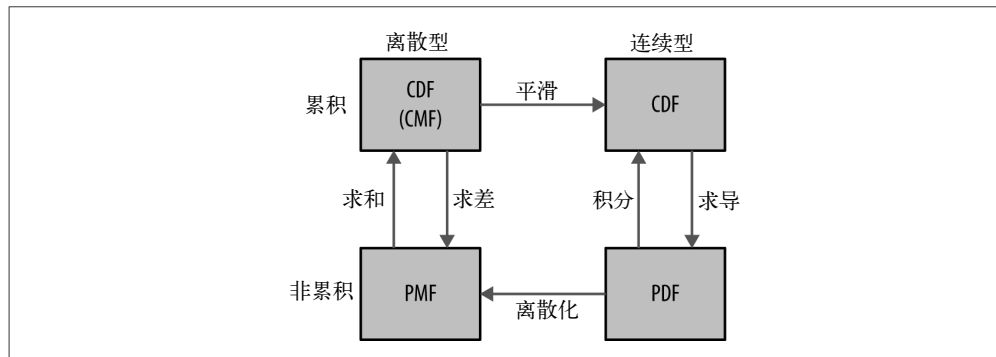 离散型
连续型
累积
CDF
(CMF)
平滑
CDF
求和
求差
积分
求导
非累积
PMF
离散化
PDF